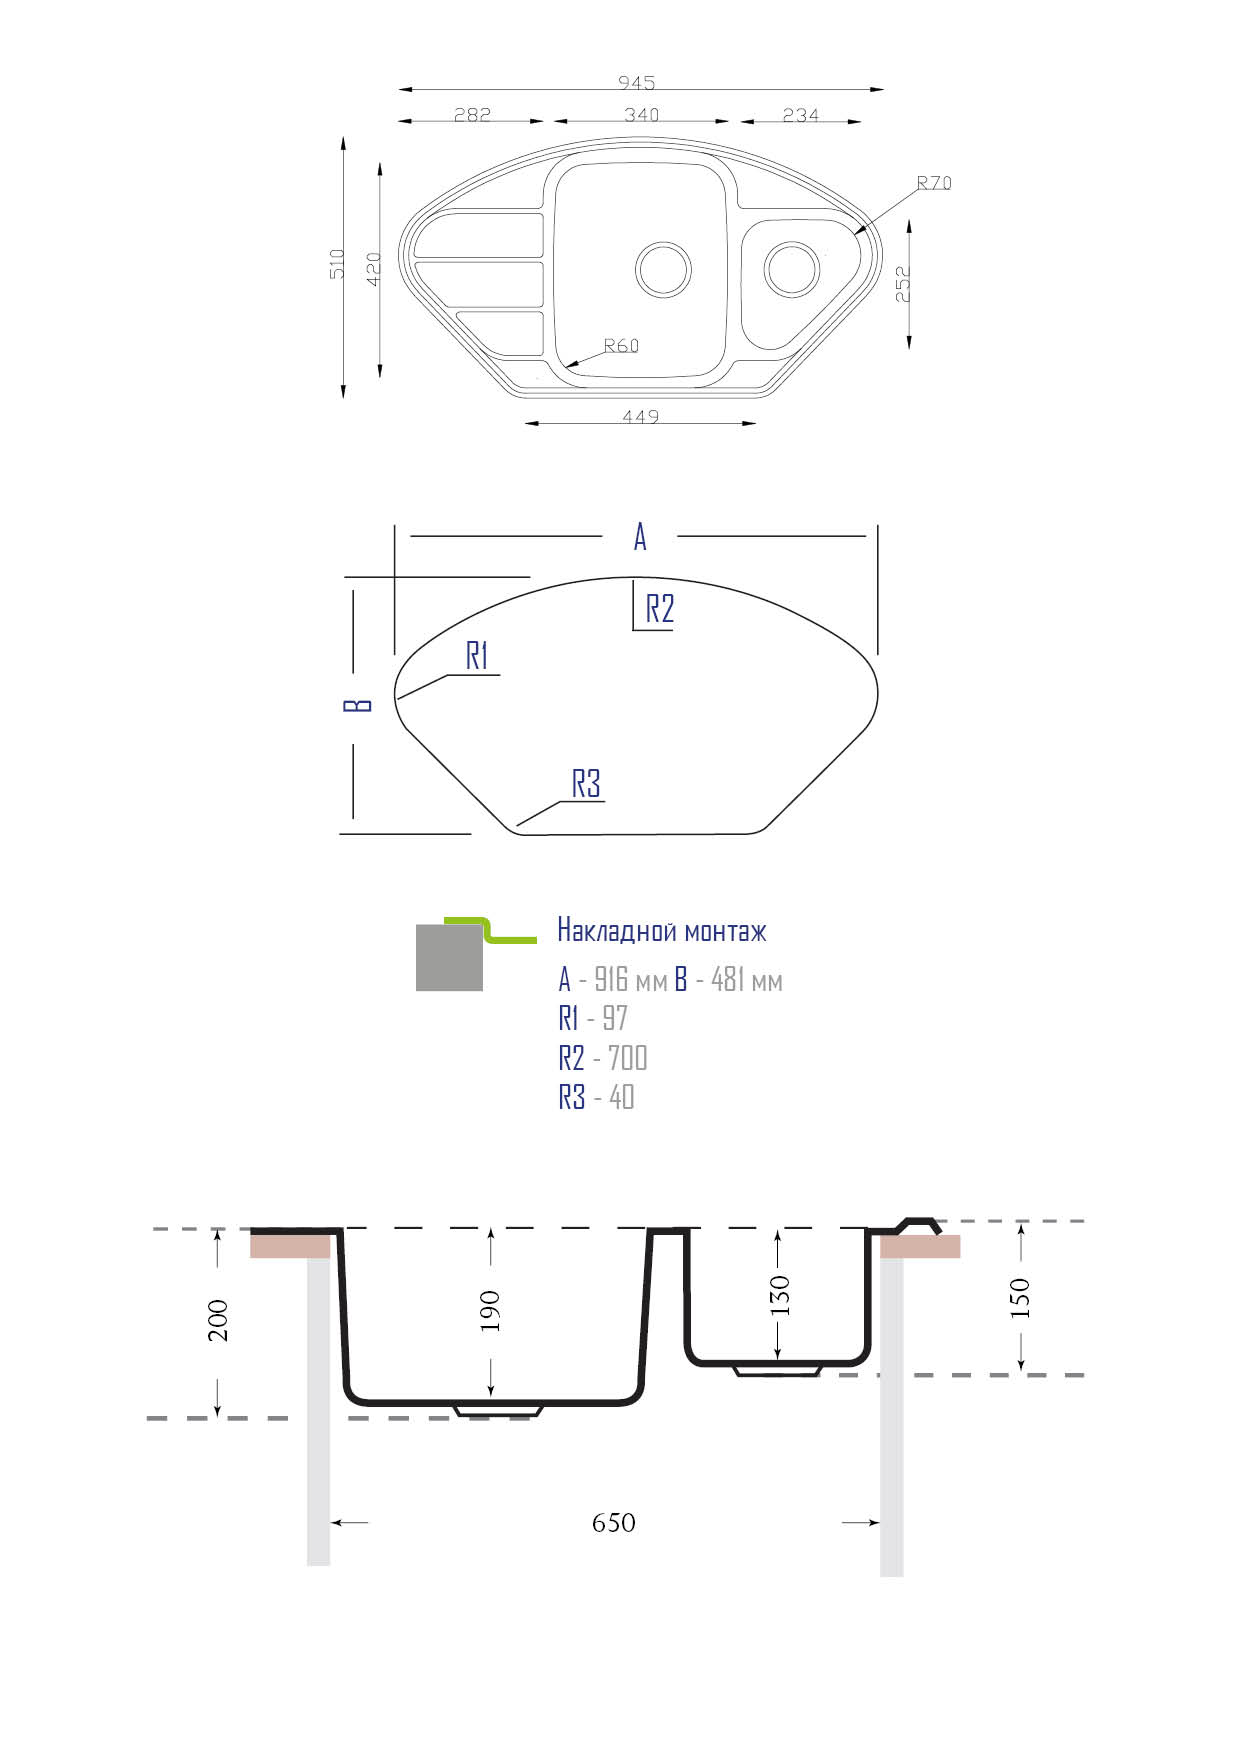 945
282 340 234
R70
510
420
252
R60
449
A
R2
R1
B
R3
Накладной монтаж
A - 916 мм B - 481 мм
R1 - 97
R2 - 700
R3 - 40
200
190
130
150
650